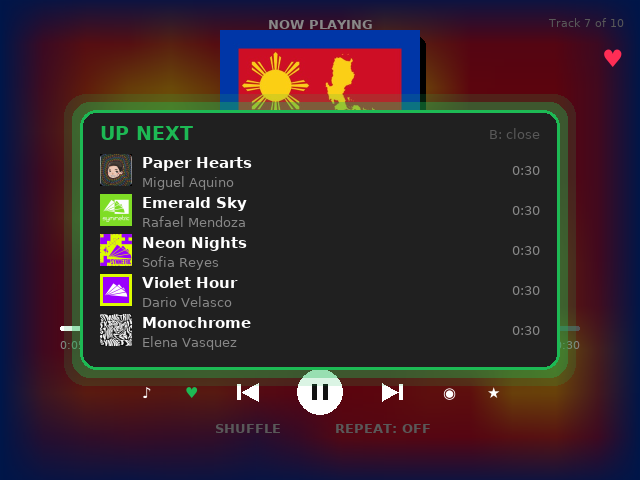 NOW PLAYING
Track 7 of 10
UP NEXT
B: close
Paper Hearts
Miguel Aquino
0:30
Emerald Sky
Rafael Mendoza
0:30
Neon Nights
Sofia Reyes
0:30
Violet Hour
Dario Velasco
0:30
Monochrome
Elena Vasquez
0:30
SHUFFLE
REPEAT: OFF